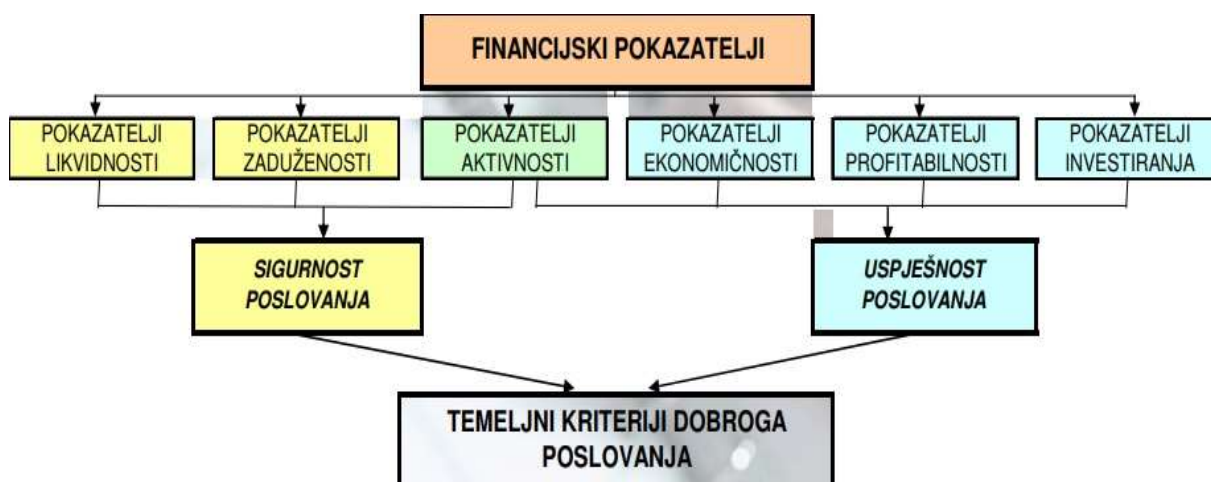 FINANCIJSKI POKAZATELJI
POKAZATELJI
LIKVIDNOSTI
POKAZATELJI
ZADUŽENOSTI
POKAZATELJI
AKTIVNOSTI
POKAZATELJI
EKONOMIČNOSTI
POKAZATELJI
PROFITABILNOSTI
POKAZATELJI
INVESTIRANJA
SIGURNOST
POSLOVANJA
USPJEŠNOST
POSLOVANJA
TEMELJNI KRITERIJI DOBROGA
POSLOVANJA